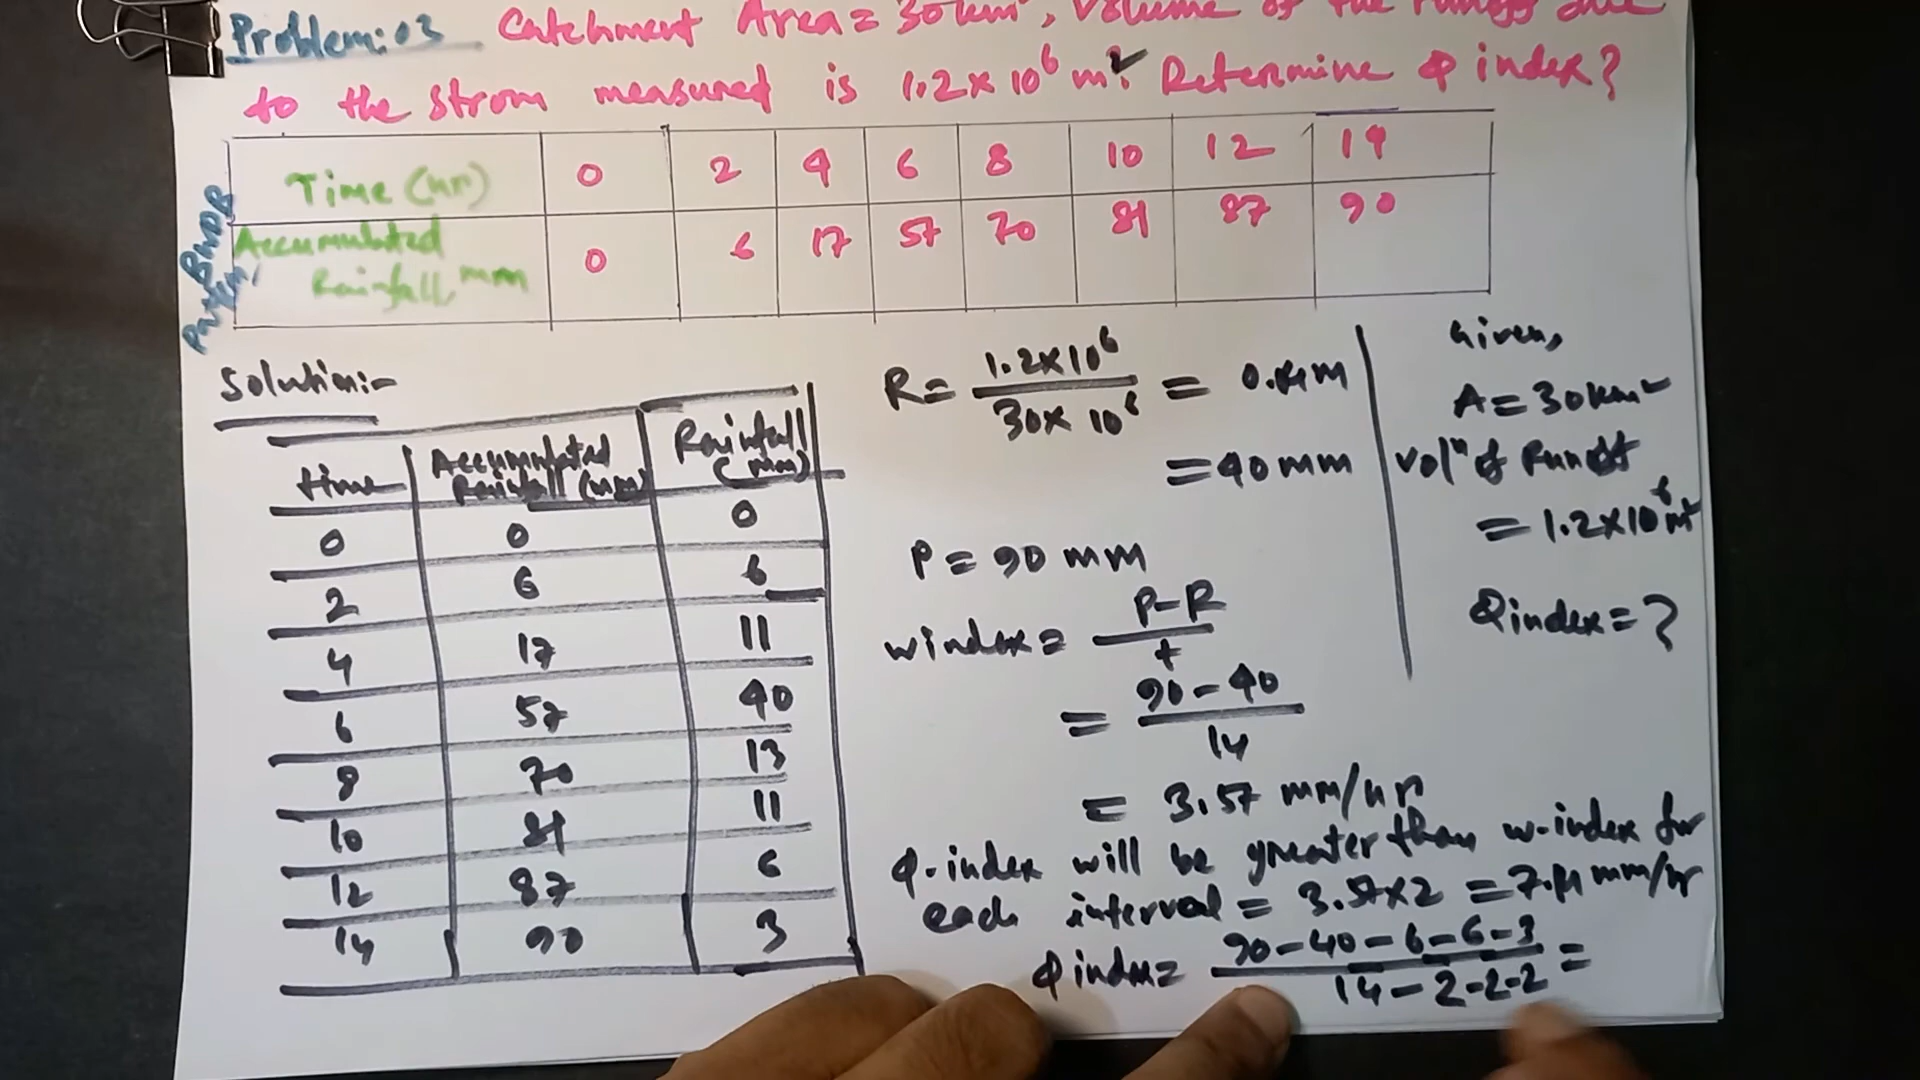 Problem:03 Catchment Area = 30 km², Volume of the runoff due
to the strom measured is 1.2 x 10⁶ m². Determine φ index?
Time (hr) 0 2 4 6 8 10 12 14
Accumulated Rainfall, mm 0 6 17 57 70 81 87 90
BWDB
Solution:-
time Accumulated Rainfall (mm) Rainfall (mm)
0 0 0
2 6 6
4 17 11
6 57 40
8 70 13
10 81 11
12 87 6
14 90 3
R = 1.2x10⁶ / 30x10⁶ = 0.04m
= 40 mm
P = 90 mm
w index = P-R / t
= 90-40 / 14
= 3.57 mm/hr
φ-index will be greater than w-index for
each interval = 3.57x2 = 7.14 mm/hr
φ index = 90-40-6-6-3 / 14-2-2-2 =
Given,
A = 30 km²
volⁿ of Runoff
= 1.2x10⁶ m²
φ index = ?